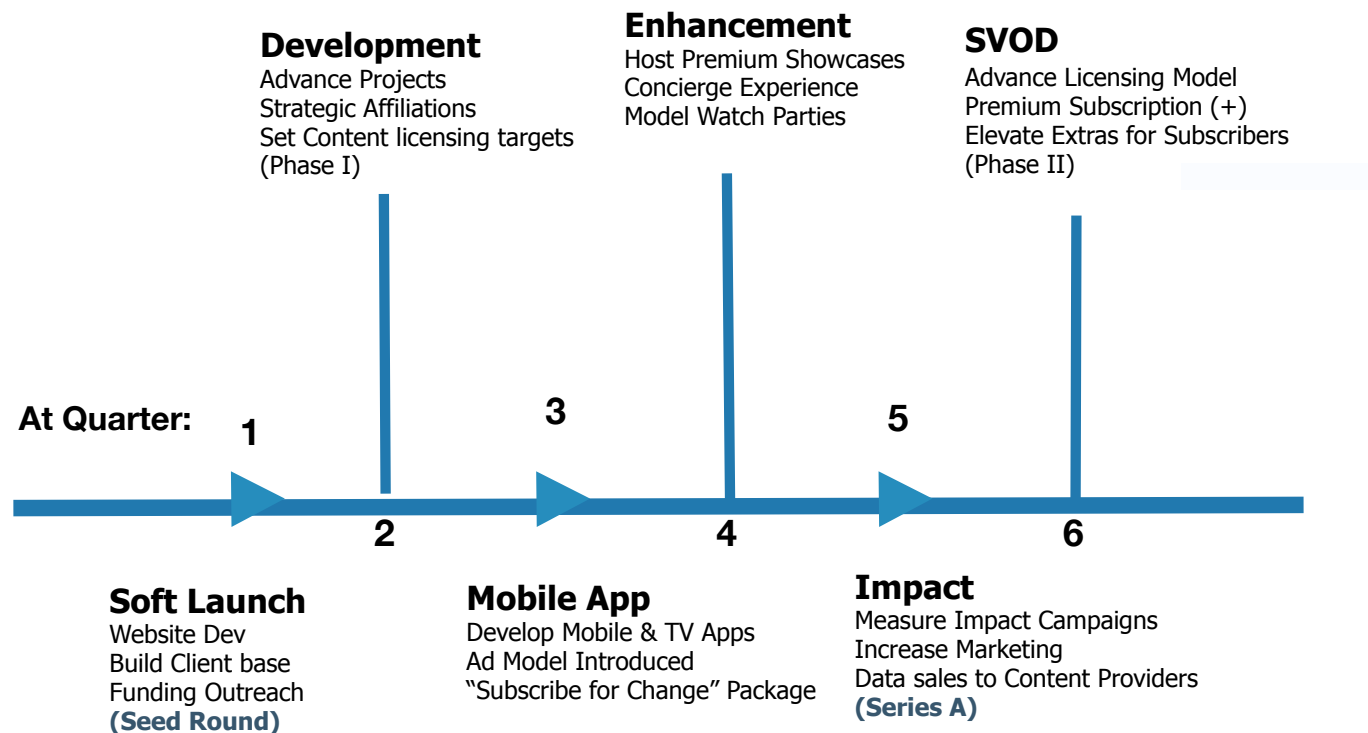 Development
Advance Projects
Strategic Affiliations
Set Content licensing targets
(Phase I)
Enhancement
Host Premium Showcases
Concierge Experience
Model Watch Parties
SVOD
Advance Licensing Model
Premium Subscription (+)
Elevate Extras for Subscribers
(Phase II)
At Quarter:
1
3
5
2
4
6
Soft Launch
Website Dev
Build Client base
Funding Outreach
(Seed Round)
Mobile App
Develop Mobile & TV Apps
Ad Model Introduced
“Subscribe for Change” Package
Impact
Measure Impact Campaigns
Increase Marketing
Data sales to Content Providers
(Series A)